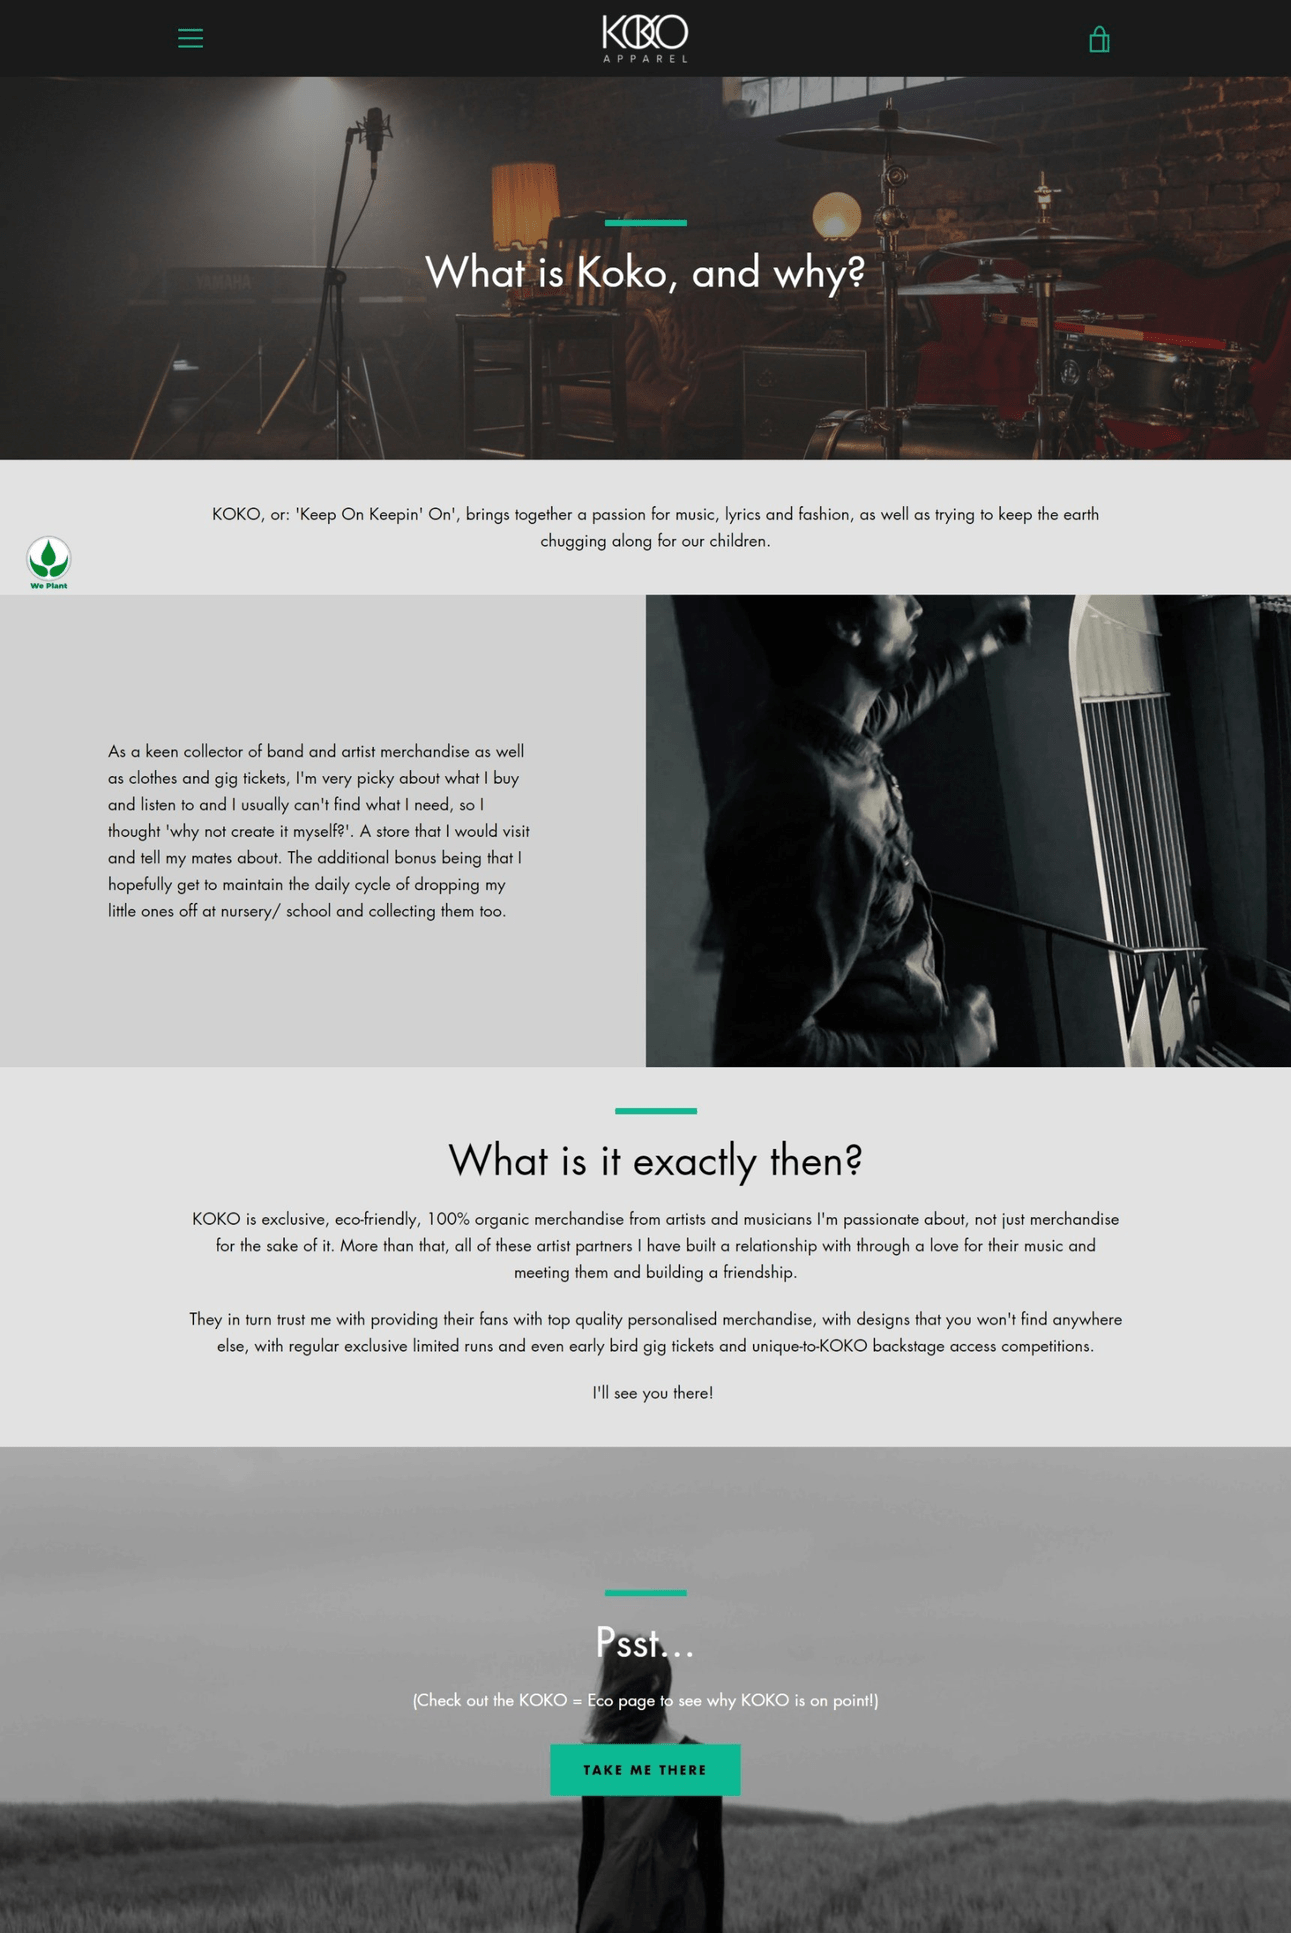 KOKO
APPAREL
YAMAHA
What is Koko, and why?
KOKO, or: 'Keep On Keepin' On', brings together a passion for music, lyrics and fashion, as well as trying to keep the earth
chugging along for our children.
We Plant
As a keen collector of band and artist merchandise as well
as clothes and gig tickets, I'm very picky about what I buy
and listen to and I usually can't find what I need, so I
thought 'why not create it myself?'. A store that I would visit
and tell my mates about. The additional bonus being that I
hopefully get to maintain the daily cycle of dropping my
little ones off at nursery/ school and collecting them too.
What is it exactly then?
KOKO is exclusive, eco-friendly, 100% organic merchandise from artists and musicians I'm passionate about, not just merchandise
for the sake of it. More than that, all of these artist partners I have built a relationship with through a love for their music and
meeting them and building a friendship.
They in turn trust me with providing their fans with top quality personalised merchandise, with designs that you won't find anywhere
else, with regular exclusive limited runs and even early bird gig tickets and unique-to-KOKO backstage access competitions.
I'll see you there!
Psst...
(Check out the KOKO = Eco page to see why KOKO is on point!)
TAKE ME THERE